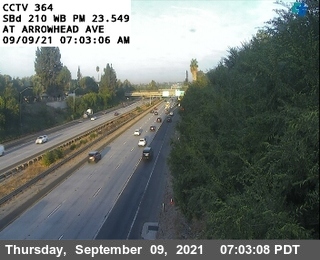 CCTV 364
SBd 210 WB PM 23.549
AT ARROWHEAD AVE
09/09/21 07:03:06 AM
Thursday, September 09, 2021 07:03:08 PDT